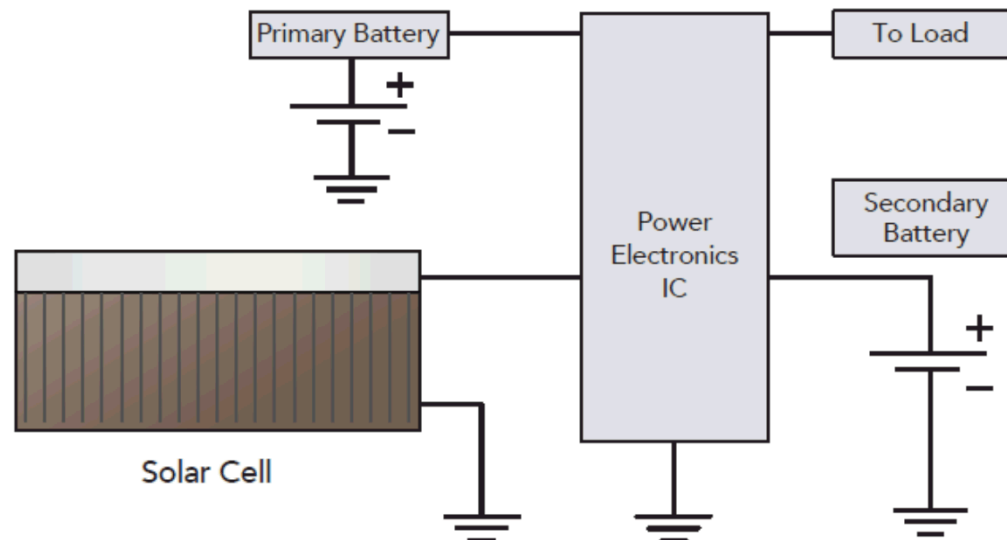 Primary Battery
To Load
+
−
Secondary
Battery
Power
Electronics
IC
+
−
Solar Cell